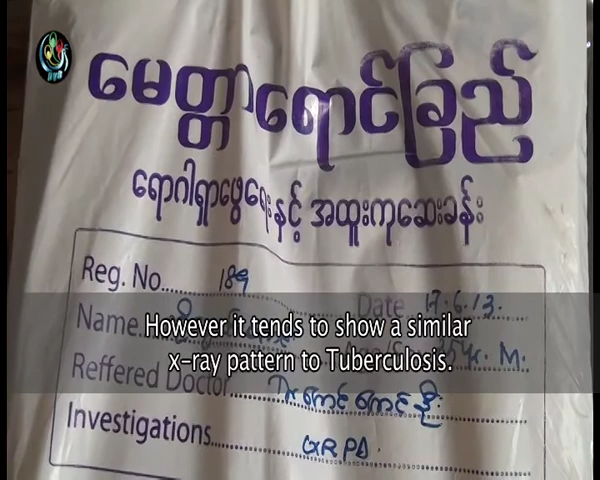 မေတ္တာရောင်ခြည်
ရောဂါရှာဖွေရေးနှင့် အထူးကုဆေးခန်း
Reg. No. 189
Date 17.6.13.
Name
However it tends to show a similar
x-ray pattern to Tuberculosis.
M.
Reffered Doctor
Investigations